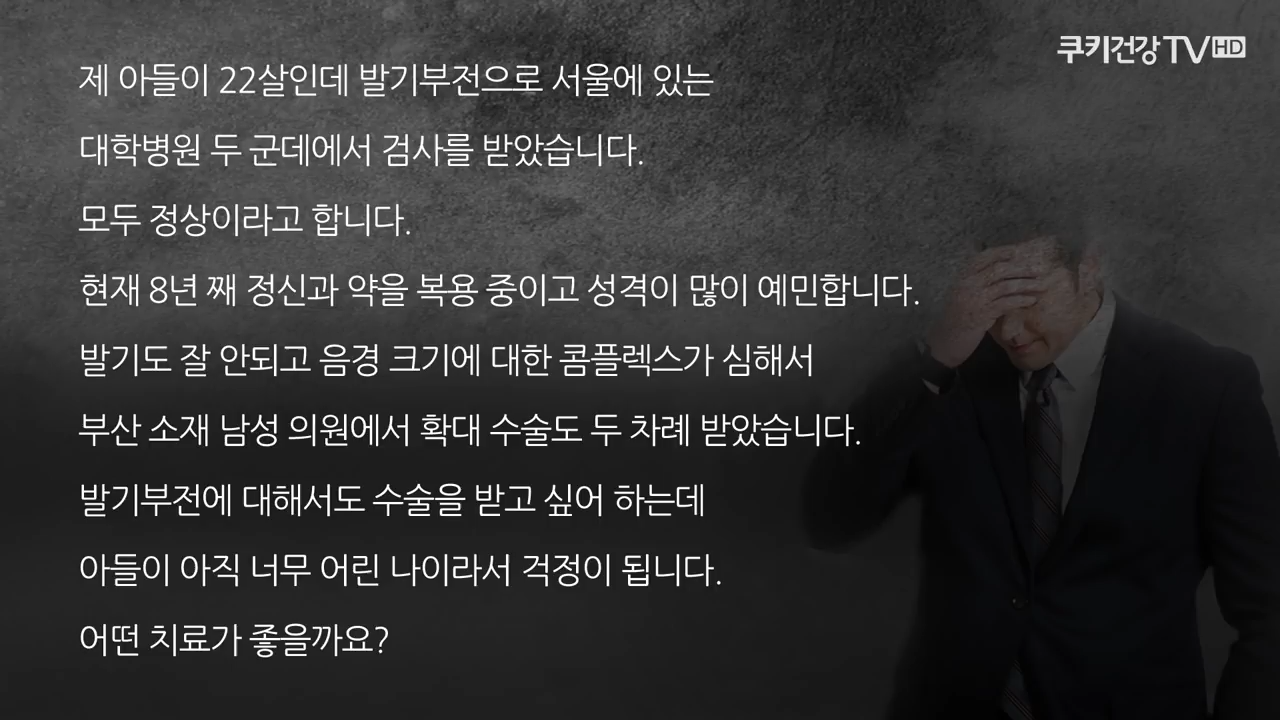 쿠키건강TV HD
제 아들이 22살인데 발기부전으로 서울에 있는
대학병원 두 군데에서 검사를 받았습니다.
모두 정상이라고 합니다.
현재 8년 째 정신과 약을 복용 중이고 성격이 많이 예민합니다.
발기도 잘 안되고 음경 크기에 대한 콤플렉스가 심해서
부산 소재 남성 의원에서 확대 수술도 두 차례 받았습니다.
발기부전에 대해서도 수술을 받고 싶어 하는데
아들이 아직 너무 어린 나이라서 걱정이 됩니다.
어떤 치료가 좋을까요?